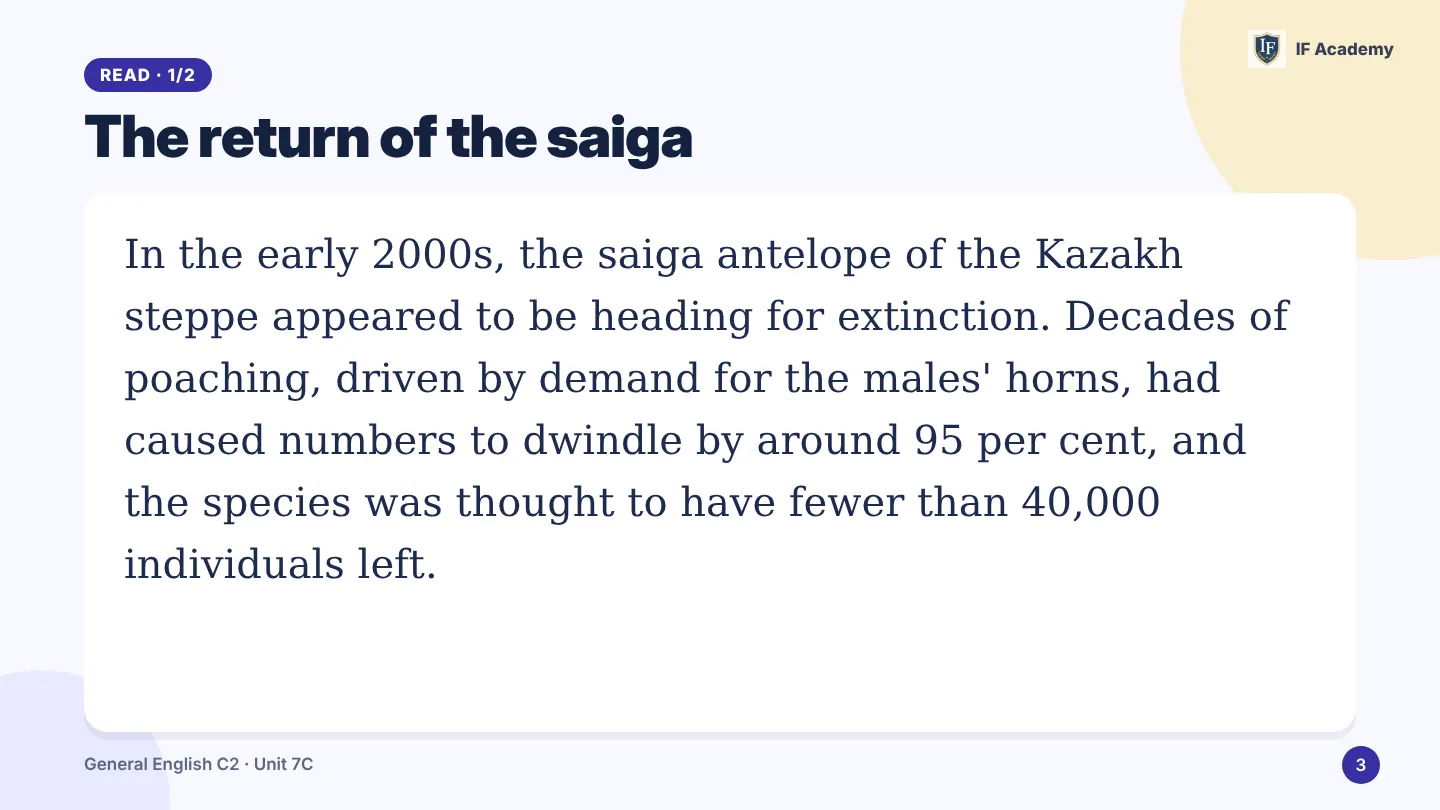 IF
IF Academy
READ · 1/2
The return of the saiga
In the early 2000s, the saiga antelope of the Kazakh
steppe appeared to be heading for extinction. Decades of
poaching, driven by demand for the males' horns, had
caused numbers to dwindle by around 95 per cent, and
the species was thought to have fewer than 40,000
individuals left.
General English C2 · Unit 7C
3